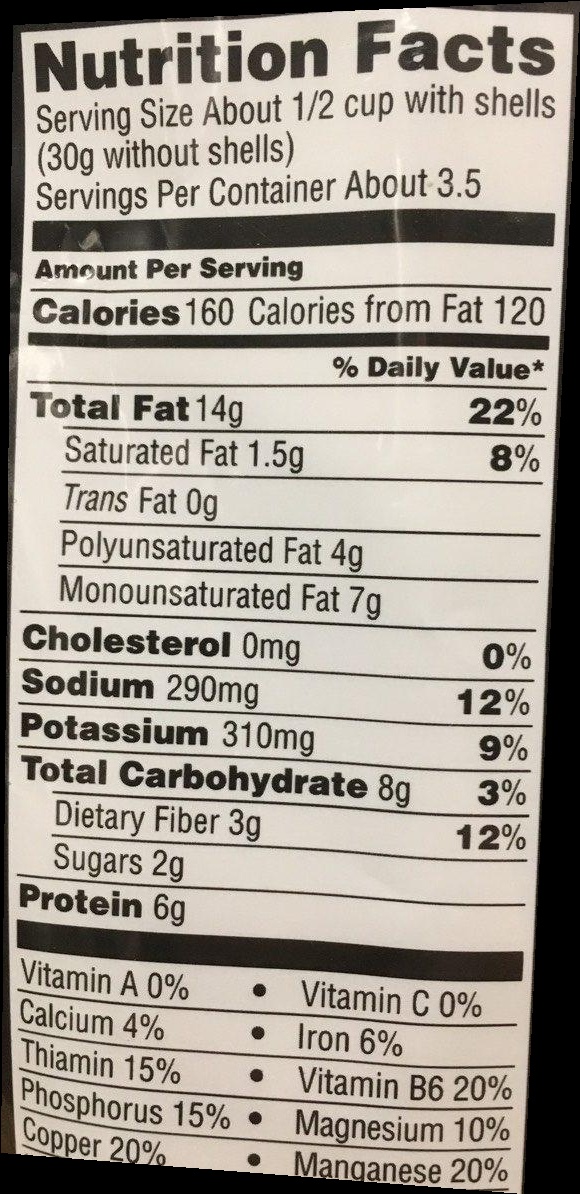 Nutrition Facts
Serving Size About 1/2 cup with shells
(30g without shells)
Servings Per Container About 3.5
Amount Per Serving
Calories 160 Calories from Fat 120
% Daily Value*
Total Fat 14g 22%
Saturated Fat 1.5g 8%
Trans Fat 0g
Polyunsaturated Fat 4g
Monounsaturated Fat 7g
Cholesterol 0mg 0%
Sodium 290mg 12%
Potassium 310mg 9%
Total Carbohydrate 8g 3%
Dietary Fiber 3g 12%
Sugars 2g
Protein 6g
Vitamin A 0% • Vitamin C 0%
Calcium 4% • Iron 6%
Thiamin 15% • Vitamin B6 20%
Phosphorus 15% • Magnesium 10%
Copper 20% • Manganese 20%